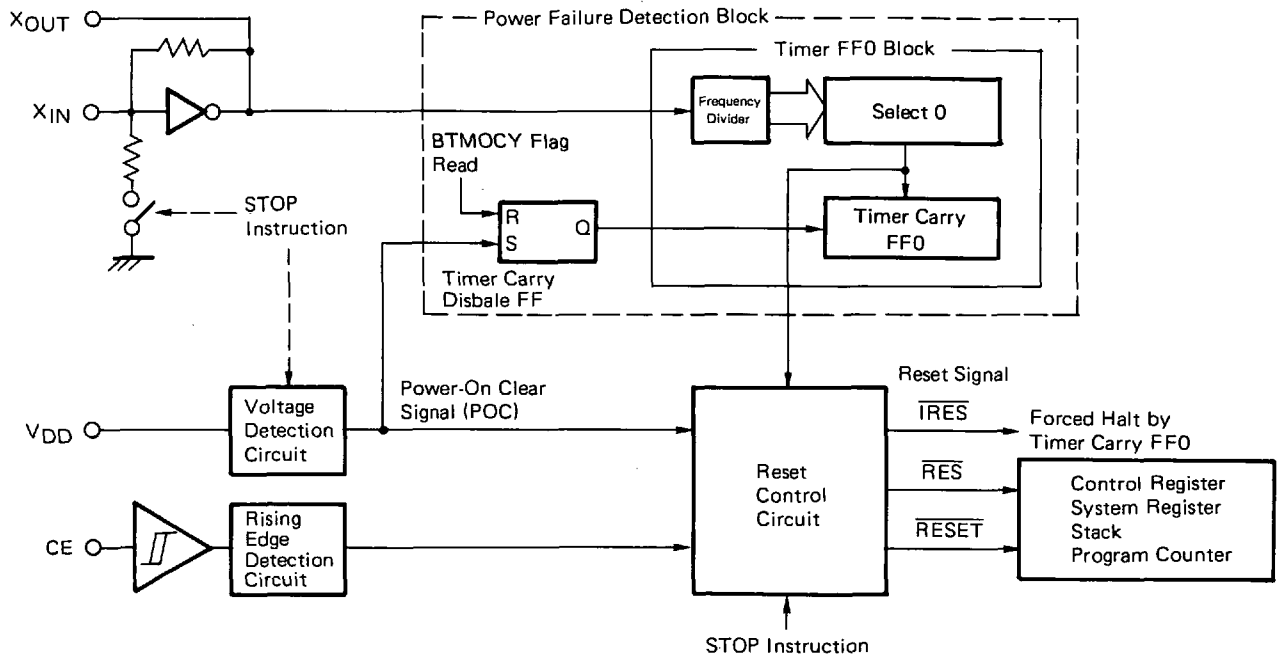 XOUT
Power Failure Detection Block
Timer FF0 Block
XIN
Frequency
Divider
Select 0
BTM0CY Flag
Read
STOP
Instruction
R
S
Q
Timer Carry
FF0
Timer Carry
Disbale FF
VDD
Voltage
Detection
Circuit
Power-On Clear
Signal (POC)
Reset Signal
IRES
Forced Halt by
Timer Carry FF0
Reset
Control
Circuit
RES
RESET
Control Register
System Register
Stack
Program Counter
CE
Rising
Edge
Detection
Circuit
STOP Instruction